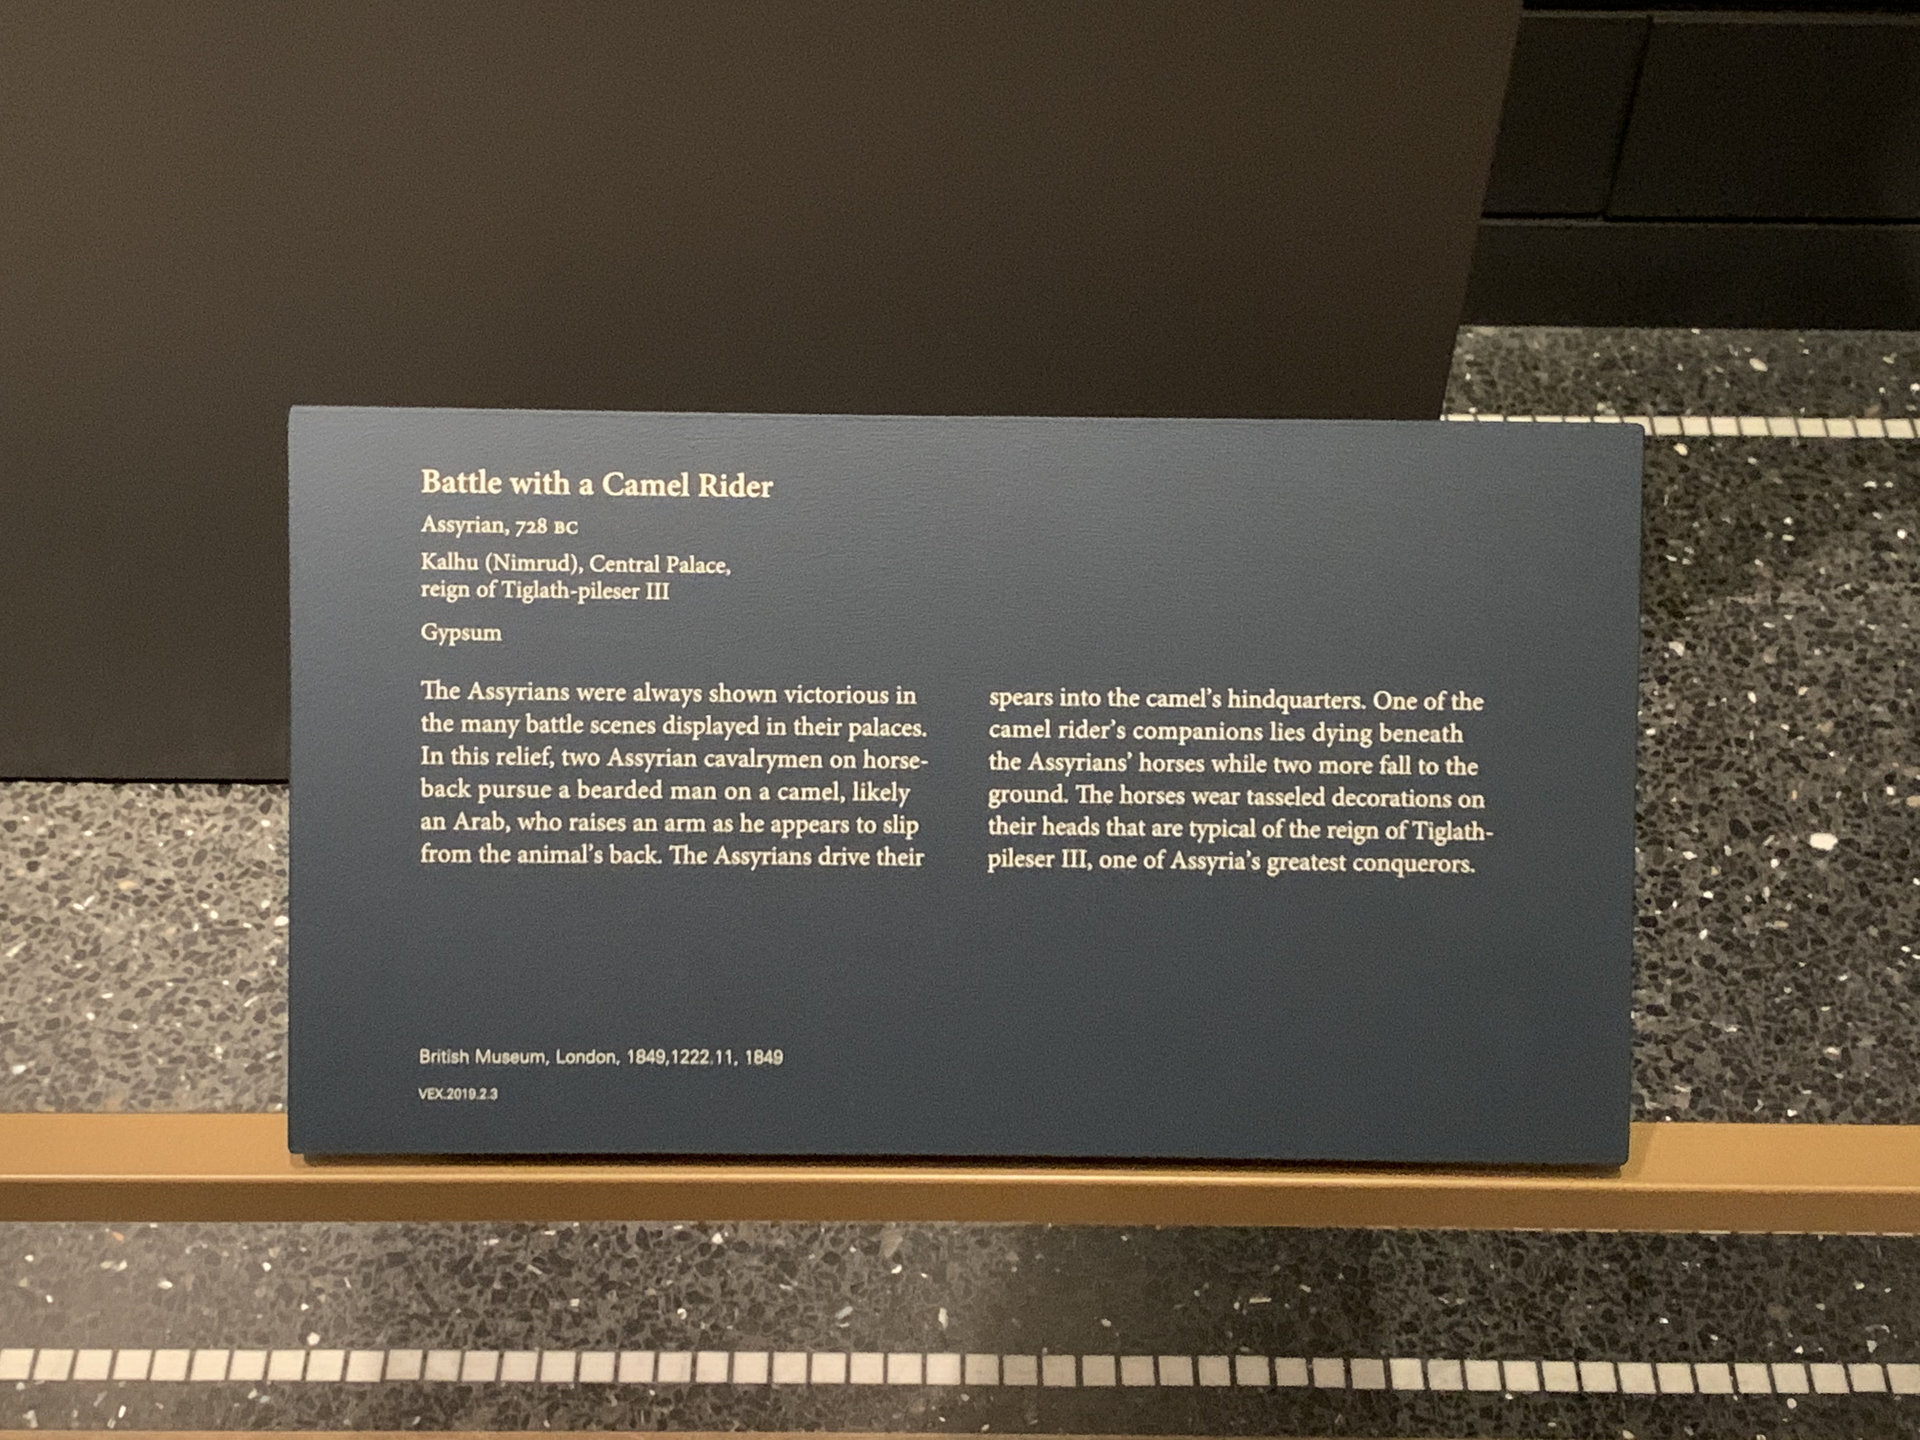 Battle with a Camel Rider
Assyrian, 728 BC
Kalhu (Nimrud), Central Palace,
reign of Tiglath-pileser III
Gypsum
The Assyrians were always shown victorious in
the many battle scenes displayed in their palaces.
In this relief, two Assyrian cavalrymen on horse-
back pursue a bearded man on a camel, likely
an Arab, who raises an arm as he appears to slip
from the animal's back. The Assyrians drive their
spears into the camel's hindquarters. One of the
camel rider's companions lies dying beneath
the Assyrians' horses while two more fall to the
ground. The horses wear tasseled decorations on
their heads that are typical of the reign of Tiglath-
pileser III, one of Assyria's greatest conquerors.
British Museum, London, 1849,1222.11, 1849
VEX.2019.2.3